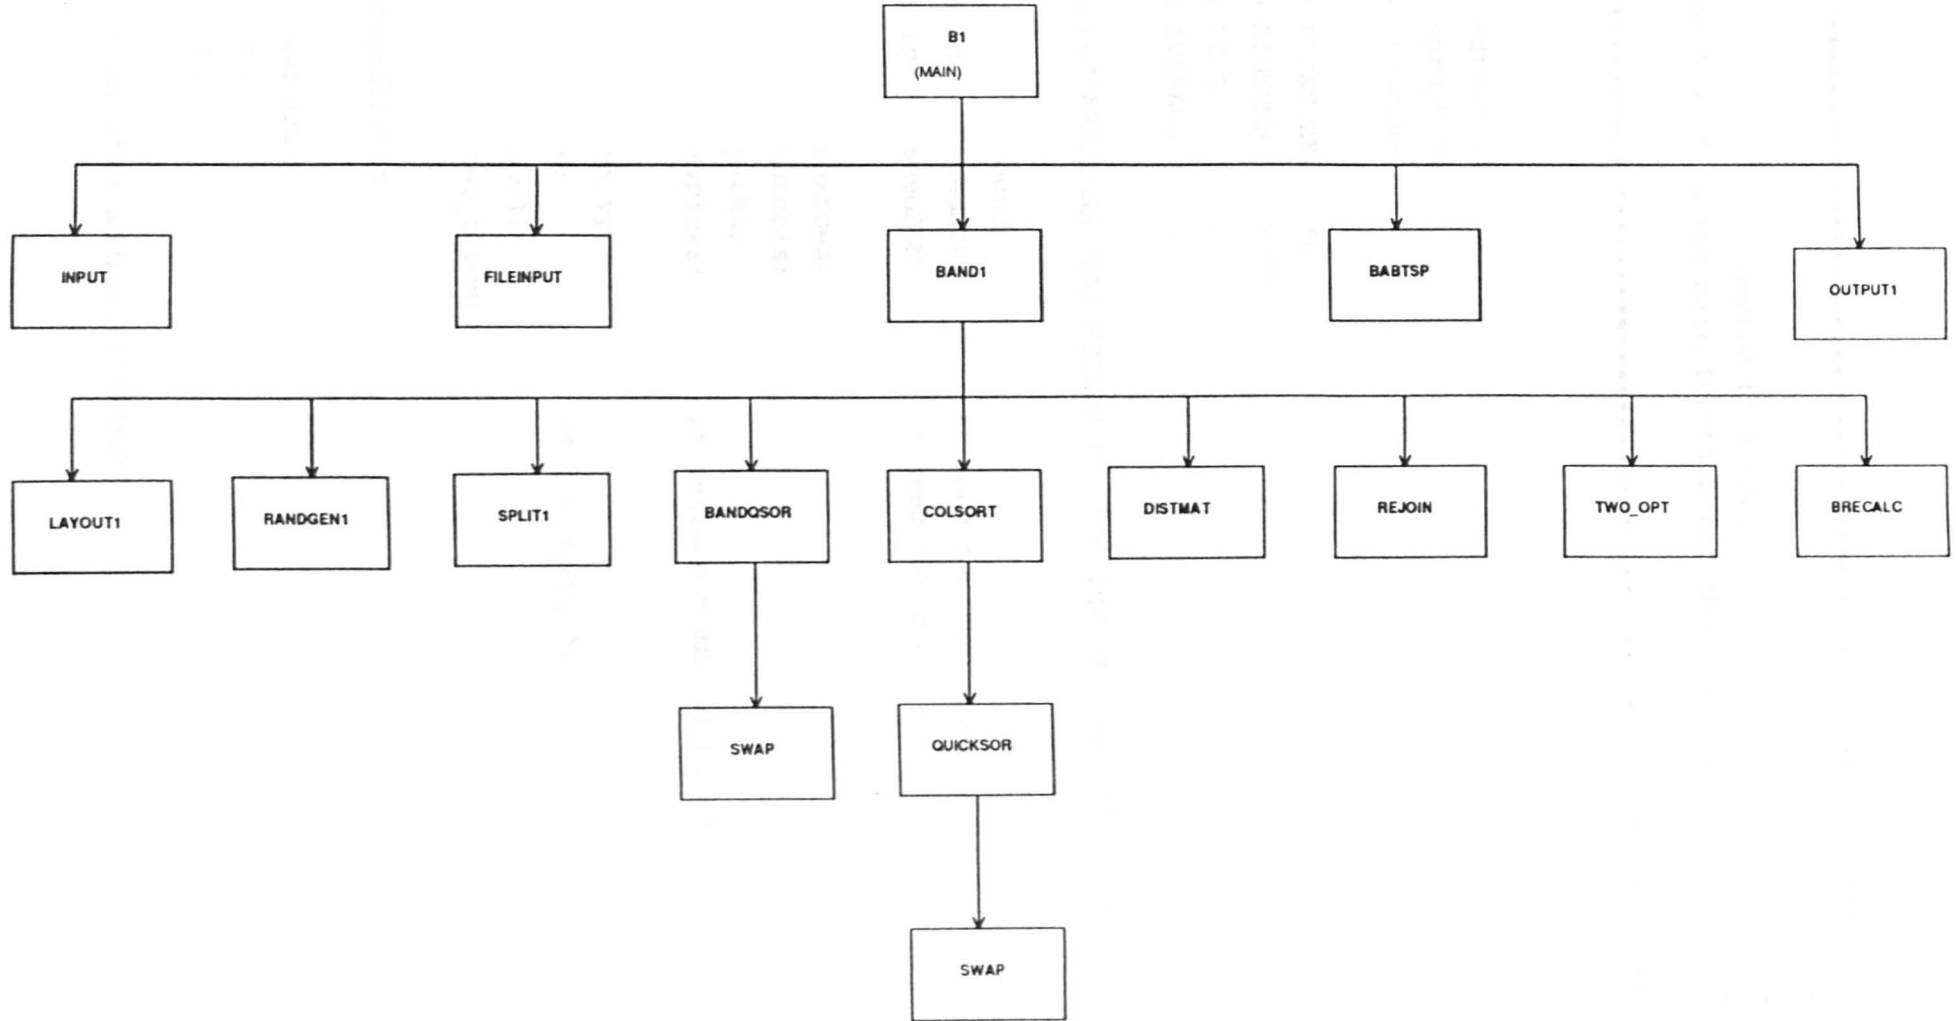 B1
(MAIN)
INPUT
FILEINPUT
BAND1
BABTSP
OUTPUT1
LAYOUT1
RANDGEN1
SPLIT1
BANDQSOR
COLSORT
DISTMAT
REJOIN
TWO_OPT
BRECALC
SWAP
QUICKSOR
SWAP